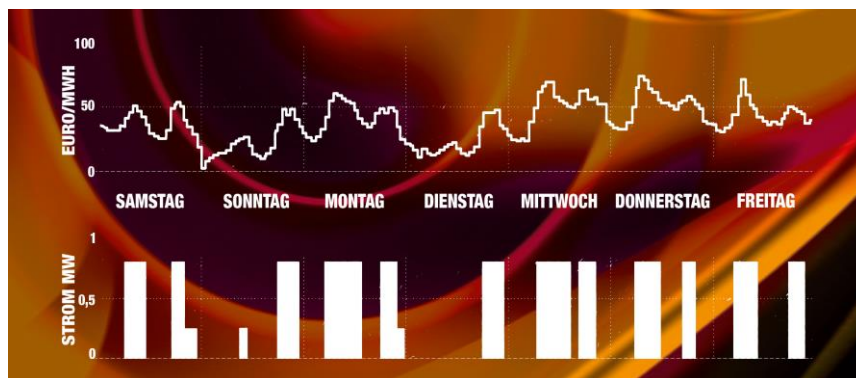 100
EURO/MWH
50
0
SAMSTAG SONNTAG MONTAG DIENSTAG MITTWOCH DONNERSTAG FREITAG
1
STROM MW
0,5
0